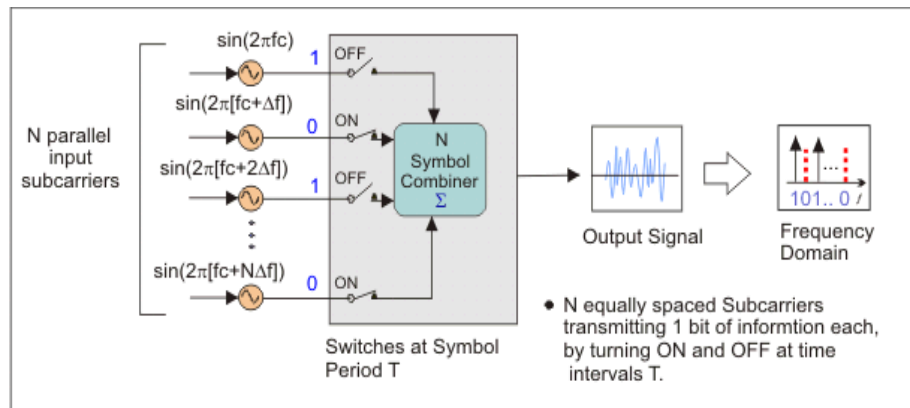 sin(2πfc)
1
OFF
sin(2π[fc+Δf])
0
ON
N parallel
input
subcarriers
sin(2π[fc+2Δf])
1
OFF
sin(2π[fc+NΔf])
0
ON
N
Symbol
Combiner
Σ
Switches at Symbol
Period T
Output Signal
...
101.. 0 f
Frequency
Domain
• N equally spaced Subcarriers
transmitting 1 bit of informtion each,
by turning ON and OFF at time
intervals T.